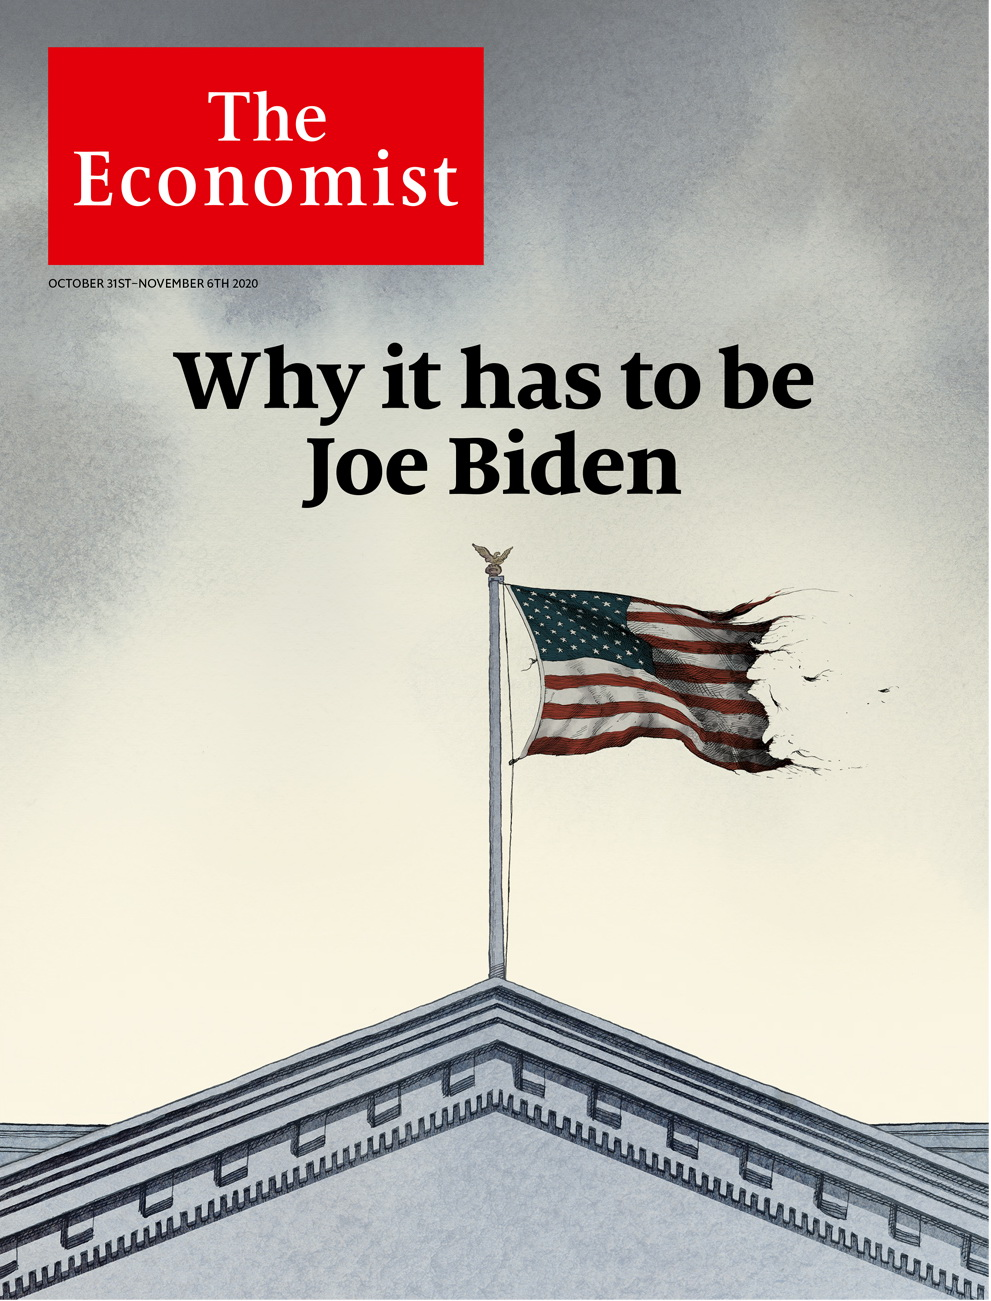 The
Economist
OCTOBER 31ST–NOVEMBER 6TH 2020
Why it has to be
Joe Biden